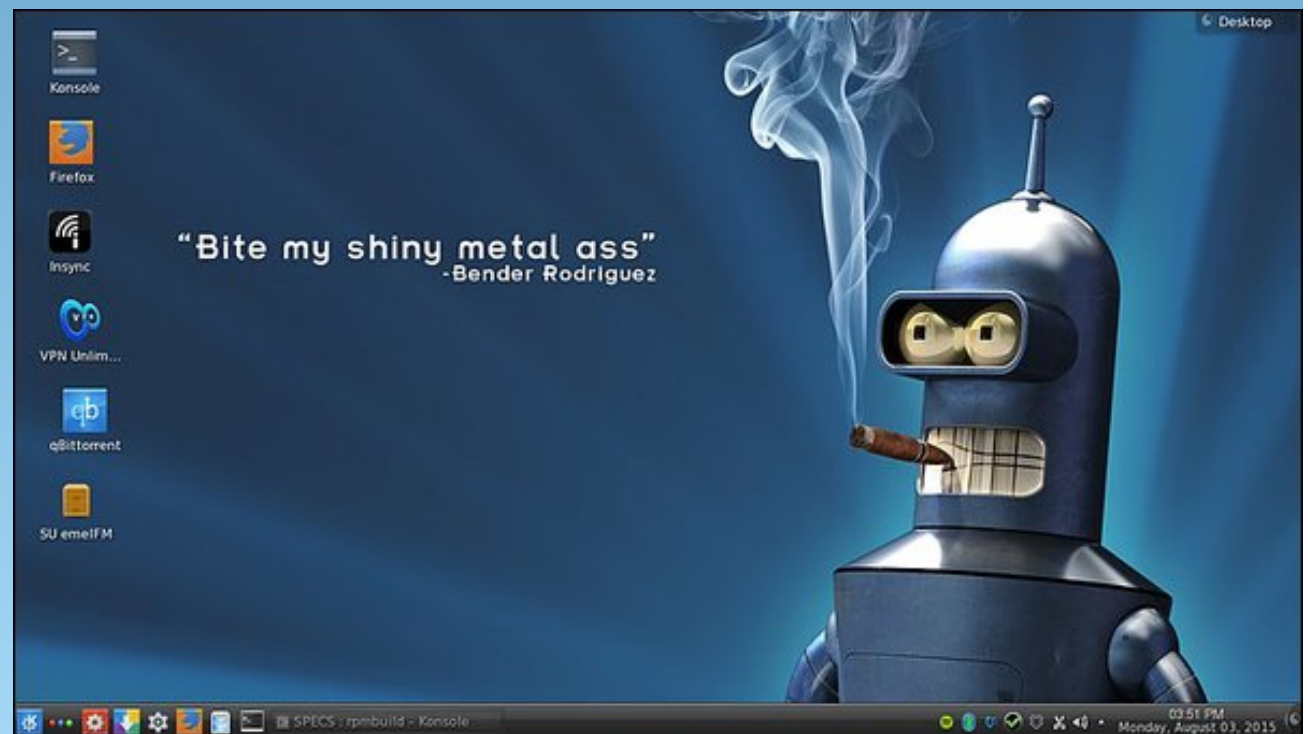 Desktop
Konsole
Firefox
Insync
VPN Unlim...
qBittorrent
SU emelFM
“Bite my shiny metal ass”
-Bender Rodriguez
SPECS : rpmbuild - Konsole
03:51 PM
Monday, August 03, 2015